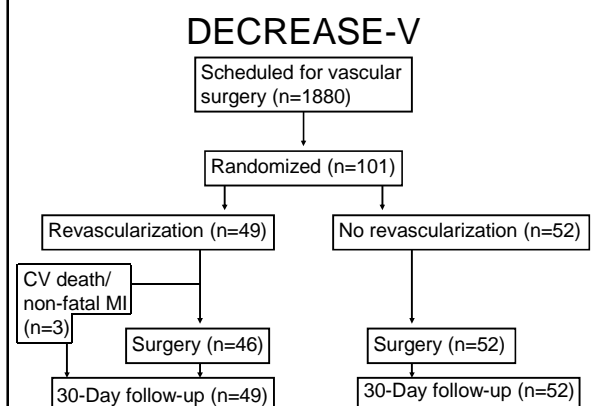 DECREASE-V
Scheduled for vascular
surgery (n=1880)
Randomized (n=101)
Revascularization (n=49)
No revascularization (n=52)
CV death/
non-fatal MI
(n=3)
Surgery (n=46)
Surgery (n=52)
30-Day follow-up (n=49)
30-Day follow-up (n=52)